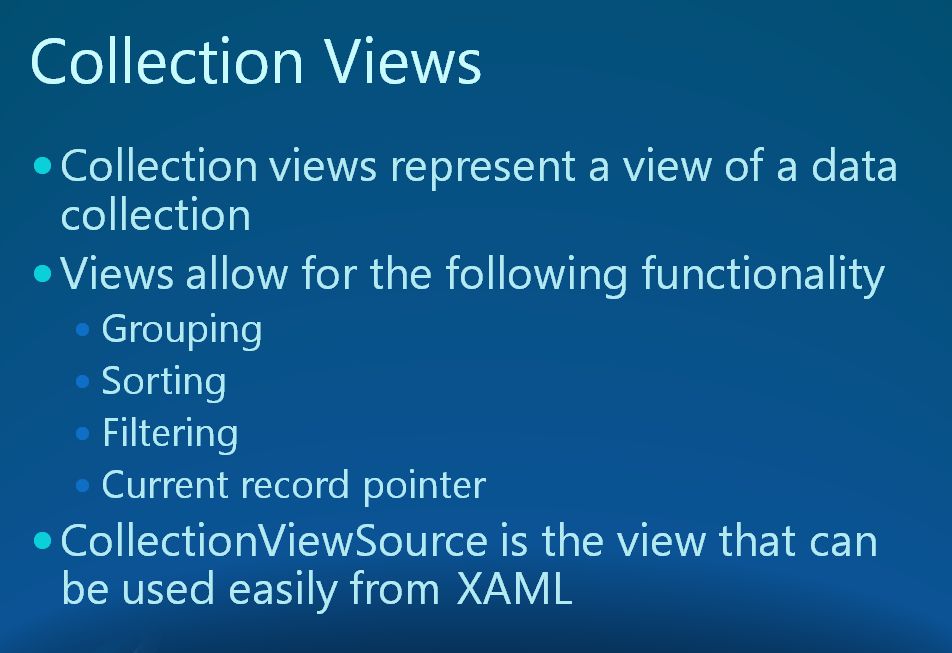 Collection Views
Collection views represent a view of a data
collection
Views allow for the following functionality
Grouping
Sorting
Filtering
Current record pointer
CollectionViewSource is the view that can
be used easily from XAML